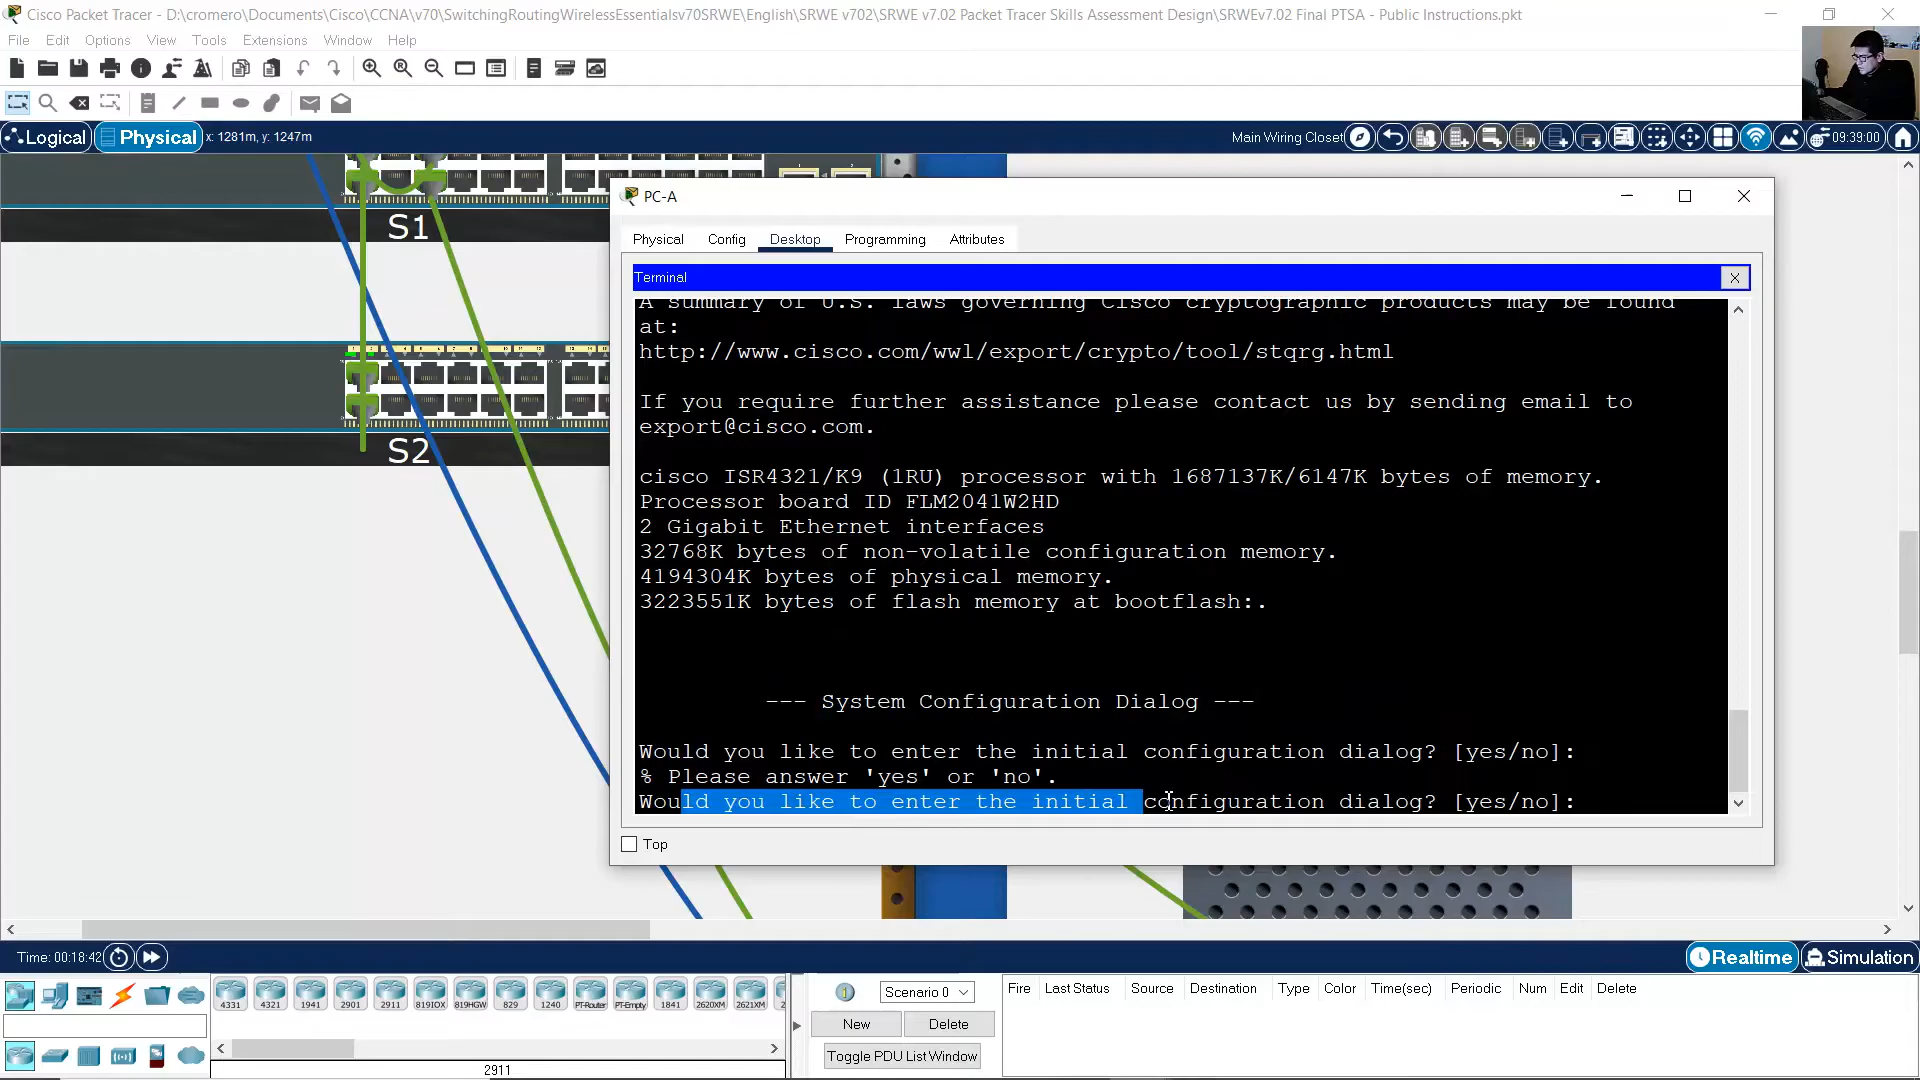 Cisco Packet Tracer - D:\cromero\Documents\Cisco\CCNA\v70\SwitchingRoutingWirelessEssentialsv70SRWE\English\SRWE v702\SRWE v7.02 Packet Tracer Skills Assessment Design\SRWEv7.02 Final PTSA - Public Instructions.pkt
File Edit Options View Tools Extensions Window Help
Logical Physical x: 1281m, y: 1247m Main Wiring Closet 09:39:00
S1
S2
PC-A
Physical Config Desktop Programming Attributes
Terminal X
A summary of U.S. laws governing Cisco cryptographic products may be found
at:
http://www.cisco.com/wwl/export/crypto/tool/stqrg.html
If you require further assistance please contact us by sending email to
export@cisco.com.
cisco ISR4321/K9 (1RU) processor with 1687137K/6147K bytes of memory.
Processor board ID FLM2041W2HD
2 Gigabit Ethernet interfaces
32768K bytes of non-volatile configuration memory.
4194304K bytes of physical memory.
3223551K bytes of flash memory at bootflash:.
--- System Configuration Dialog ---
Would you like to enter the initial configuration dialog? [yes/no]:
% Please answer 'yes' or 'no'.
Would you like to enter the initial configuration dialog? [yes/no]:
Top
Time: 00:18:42 Realtime Simulation
4331 4321 1941 2901 2911 819IOX 819HGW 829 1240 PT-Router PT-Empty 1841 2620XM 2621XM
Scenario 0
New Delete
Toggle PDU List Window
Fire Last Status Source Destination Type Color Time(sec) Periodic Num Edit Delete
2911